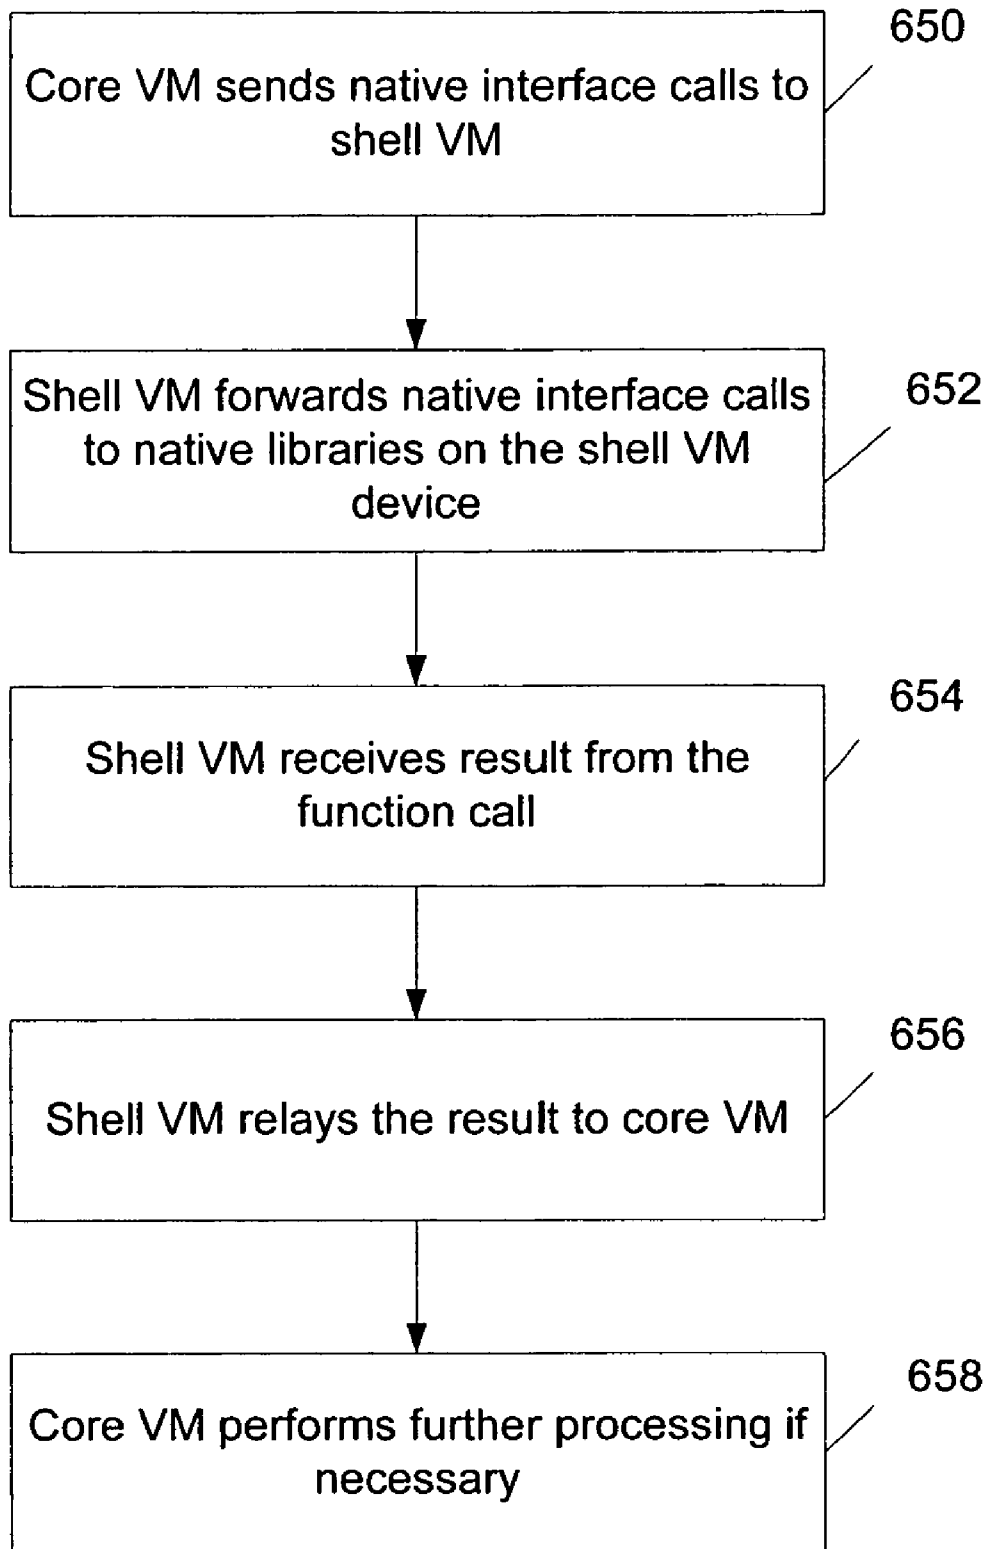 650
Core VM sends native interface calls to
shell VM
652
Shell VM forwards native interface calls
to native libraries on the shell VM
device
654
Shell VM receives result from the
function call
656
Shell VM relays the result to core VM
658
Core VM performs further processing if
necessary